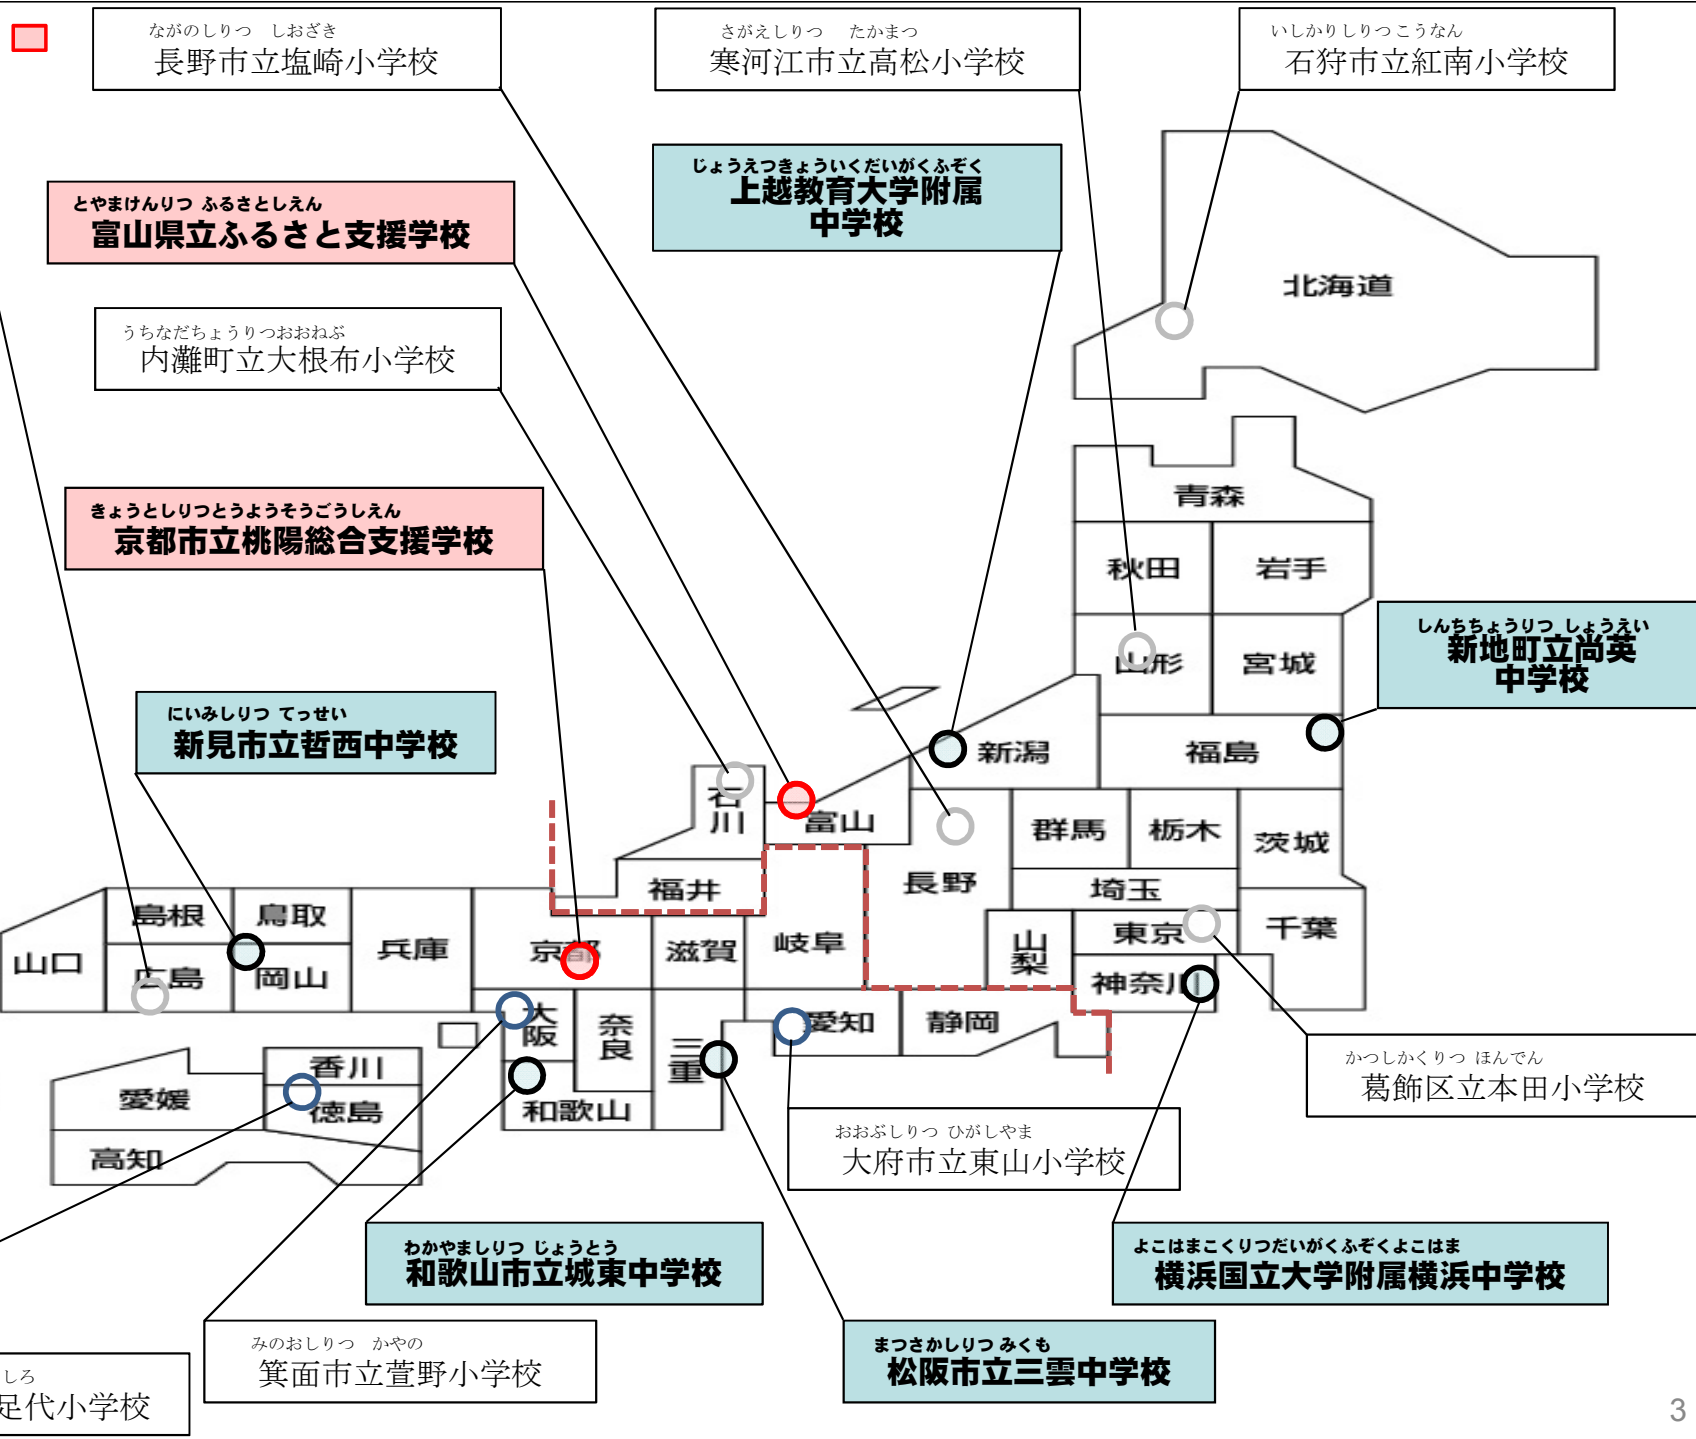 ながのしりつ しおざき
長野市立塩崎小学校
さがえしりつ たかまつ
寒河江市立高松小学校
いしかりしりつ こうなん
石狩市立紅南小学校
じょうえつきょういくだいがくふぞく
上越教育大学附属
中学校
とやまけんりつ ふるさとしえん
富山県立ふるさと支援学校
北海道
うちなだちょうりつおおねぶ
内灘町立大根布小学校
青森
きょうとしりつとうようそうごうしえん
京都市立桃陽総合支援学校
秋田
岩手
しんちちょうりつ しょうえい
新地町立尚英
中学校
山形
宮城
にいみしりつ てっせい
新見市立哲西中学校
新潟
福島
石川
富山
群馬
栃木
茨城
長野
福井
埼玉
島根
鳥取
千葉
東京
兵庫
京都
滋賀
岐阜
山梨
山口
広島
岡山
神奈川
大阪
奈良
三重
愛知
静岡
香川
愛媛
徳島
和歌山
高知
かつしかくりつ ほんでん
葛飾区立本田小学校
おおぶしりつ ひがしやま
大府市立東山小学校
わかやましりつ じょうとう
和歌山市立城東中学校
よこはまこくりつだいがくふぞくよこはま
横浜国立大学附属横浜中学校
みのおしりつ かやの
箕面市立萱野小学校
まつさかしりつ みくも
松阪市立三雲中学校
しろ
足代小学校
3